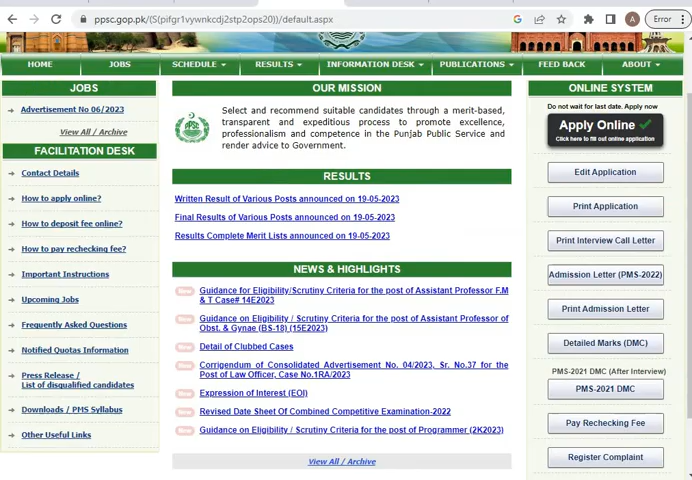 ppsc.gop.pk/(S(pifgr1vywnkcdj2stp2ops20))/default.aspx
A
Error
HOME
JOBS
SCHEDULE
RESULTS
INFORMATION DESK
PUBLICATIONS
FEED BACK
ABOUT
JOBS
Advertisement No 06/2023
View All / Archive
FACILITATION DESK
Contact Details
How to apply online?
How to deposit fee online?
How to pay rechecking fee?
Important Instructions
Upcoming Jobs
Frequently Asked Questions
Notified Quotas Information
Press Release /
List of disqualified candidates
Downloads / PMS Syllabus
Other Useful Links
OUR MISSION
PPSC
Select and recommend suitable candidates through a merit-based,
transparent and expeditious process to promote excellence,
professionalism and competence in the Punjab Public Service and
render advice to Government.
RESULTS
Written Result of Various Posts announced on 19-05-2023
Final Results of Various Posts announced on 19-05-2023
Results Complete Merit Lists announced on 19-05-2023
NEWS & HIGHLIGHTS
New
Guidance for Eligibility/Scrutiny Criteria for the post of Assistant Professor F.M
& T Case# 14E2023
New
Guidance on Eligibility / Scrutiny Criteria for the post of Assistant Professor of
Obst. & Gynae (BS-18) (15E2023)
New
Detail of Clubbed Cases
New
Corrigendum of Consolidated Advertisement No. 04/2023, Sr. No.37 for the
Post of Law Officer, Case No.1RA/2023
New
Expression of Interest (EOI)
New
Revised Date Sheet Of Combined Competitive Examination-2022
New
Guidance on Eligibility / Scrutiny Criteria for the post of Programmer (2K2023)
View All / Archive
ONLINE SYSTEM
Do not wait for last date. Apply now
Apply Online
Click here to fill out online application
Edit Application
Print Application
Print Interview Call Letter
Admission Letter (PMS-2022)
Print Admission Letter
Detailed Marks (DMC)
PMS-2021 DMC (After Interview)
PMS-2021 DMC
Pay Rechecking Fee
Register Complaint